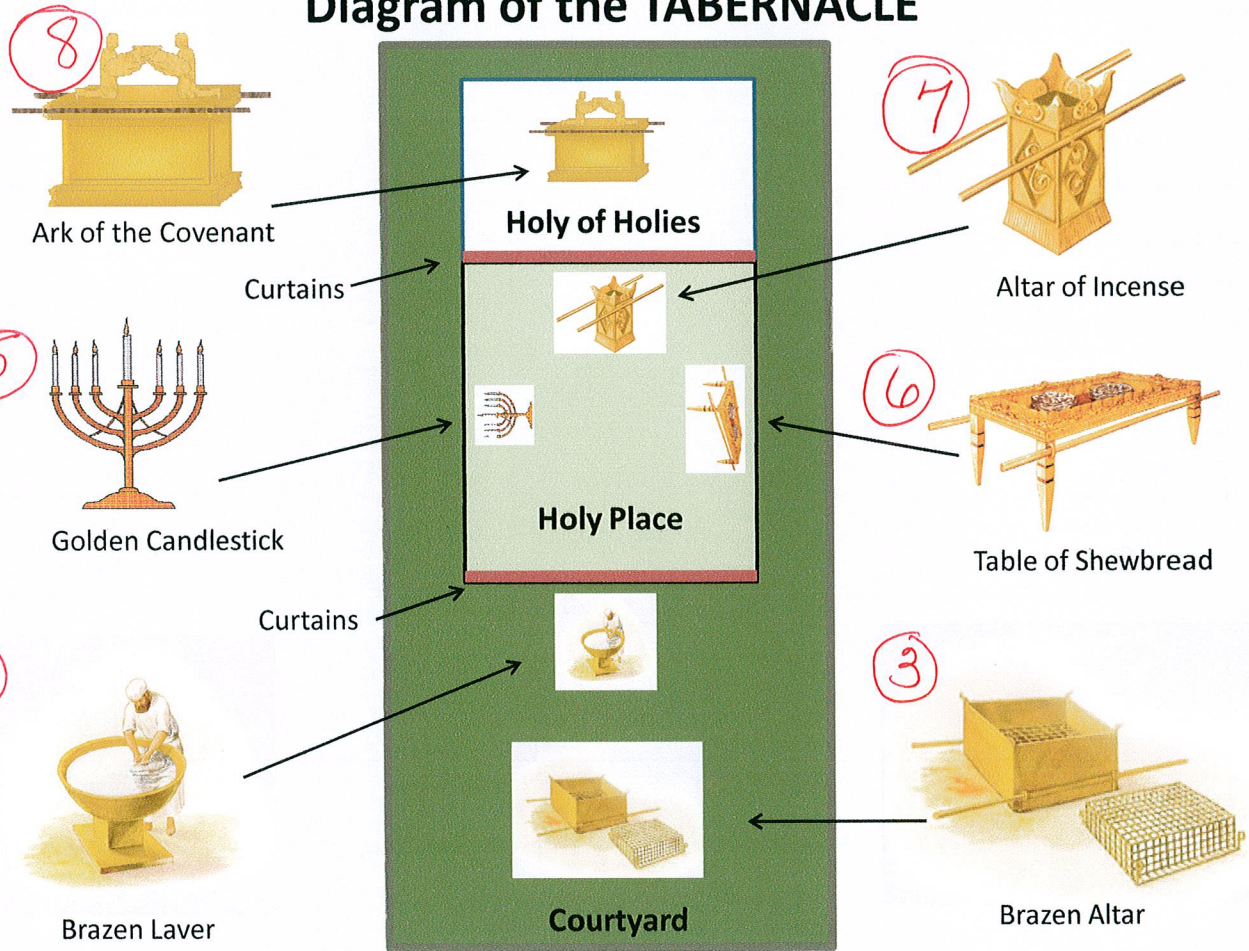 Diagram of the TABERNACLE
8
7
Ark of the Covenant
Holy of Holies
Curtains
Altar of Incense
6
Golden Candlestick
Holy Place
Table of Shewbread
Curtains
3
Brazen Laver
Courtyard
Brazen Altar